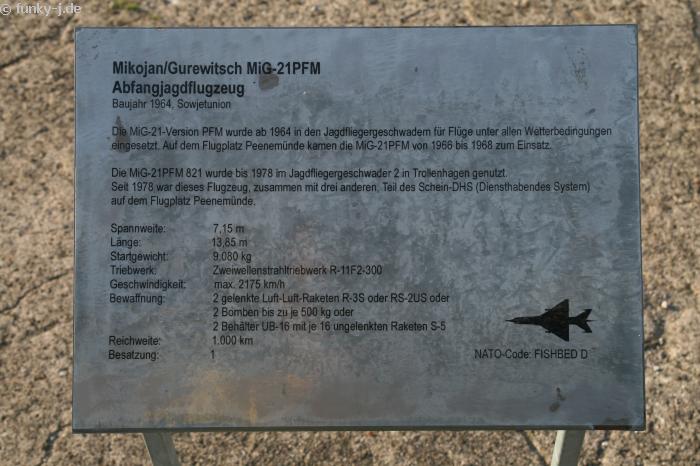 © funky-j.de
Mikojan/Gurewitsch MiG-21PFM
Abfangjagdflugzeug
Baujahr 1964, Sowjetunion
Die MiG-21-Version PFM wurde ab 1964 in den Jagdfliegergeschwadern für Flüge unter allen Wetterbedingungen
eingesetzt. Auf dem Flugplatz Peenemünde kamen die MiG-21PFM von 1966 bis 1968 zum Einsatz.
Die MiG-21PFM 821 wurde bis 1978 im Jagdfliegergeschwader 2 in Trollenhagen genutzt.
Seit 1978 war dieses Flugzeug, zusammen mit drei anderen, Teil des Schein-DHS (Diensthabendes System)
auf dem Flugplatz Peenemünde.
Spannweite: 7,15 m
Länge: 13,85 m
Startgewicht: 9.080 kg
Triebwerk: Zweiwellenstrahltriebwerk R-11F2-300
Geschwindigkeit: max. 2175 km/h
Bewaffnung: 2 gelenkte Luft-Luft-Raketen R-3S oder RS-2US oder
2 Bomben bis zu je 500 kg oder
2 Behälter UB-16 mit je 16 ungelenkten Raketen S-5
Reichweite: 1.000 km
Besatzung: 1
NATO-Code: FISHBED D